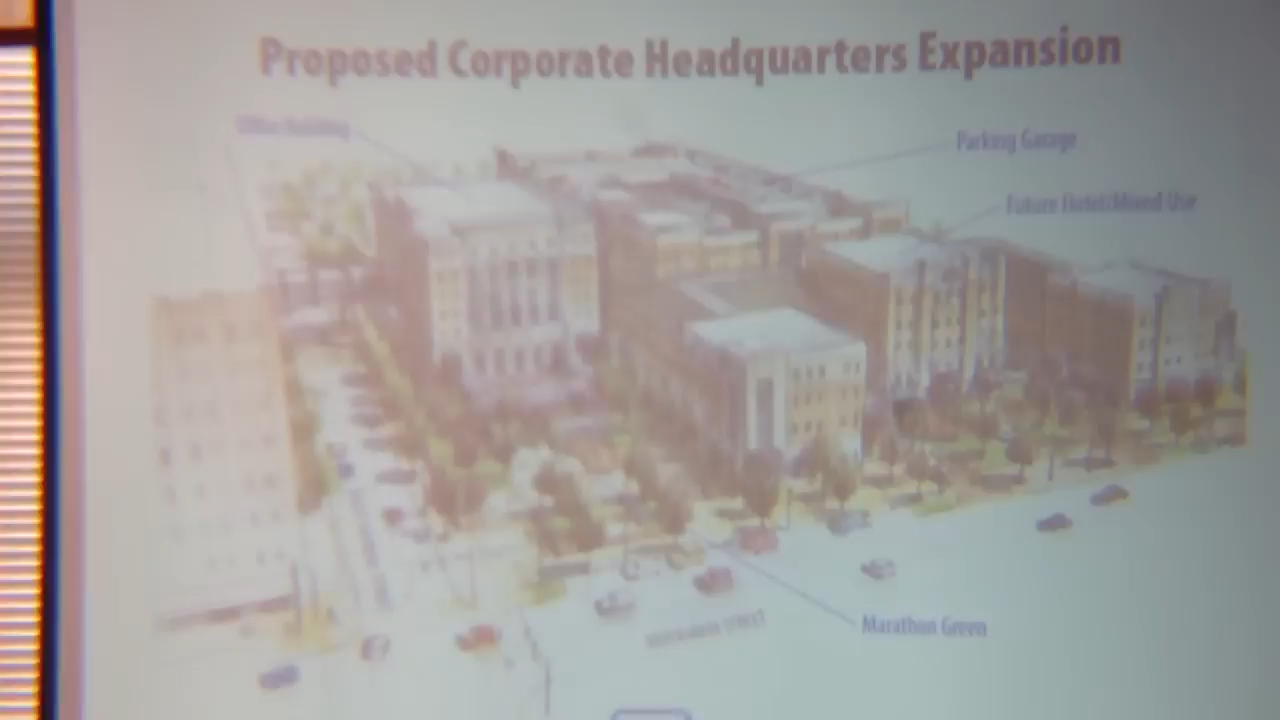 Proposed Corporate Headquarters Expansion
Office Building
Parking Garage
Future Hotel/Mixed Use
Marathon Green